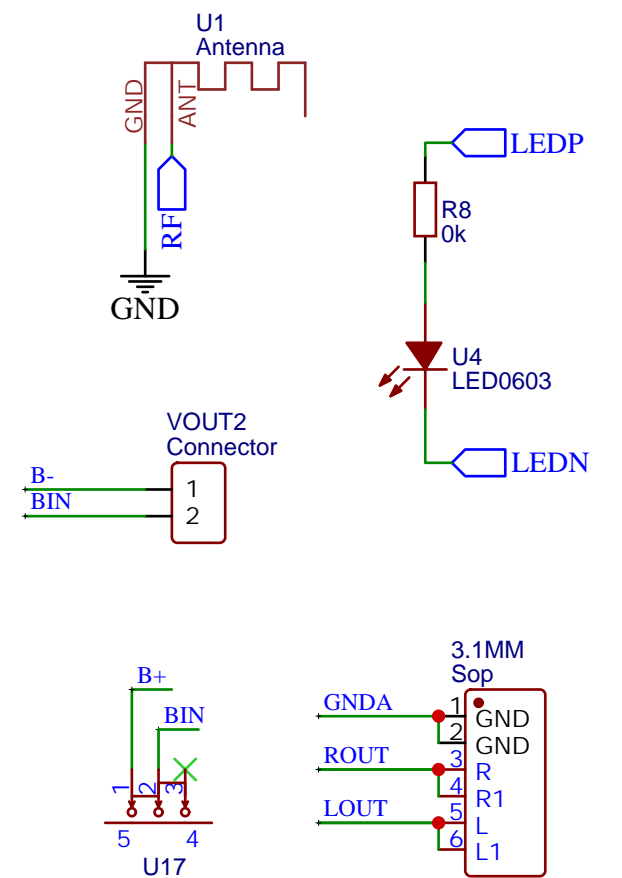 U1
Antenna
GND
ANT
RF
GND
LEDP
R8
0k
U4
LED0603
LEDN
VOUT2
Connector
B-
BIN
1
2
B+
BIN
1
2
3
5
4
U17
3.1MM
Sop
GNDA
ROUT
LOUT
1
GND
2
GND
3
R
4
R1
5
L
6
L1